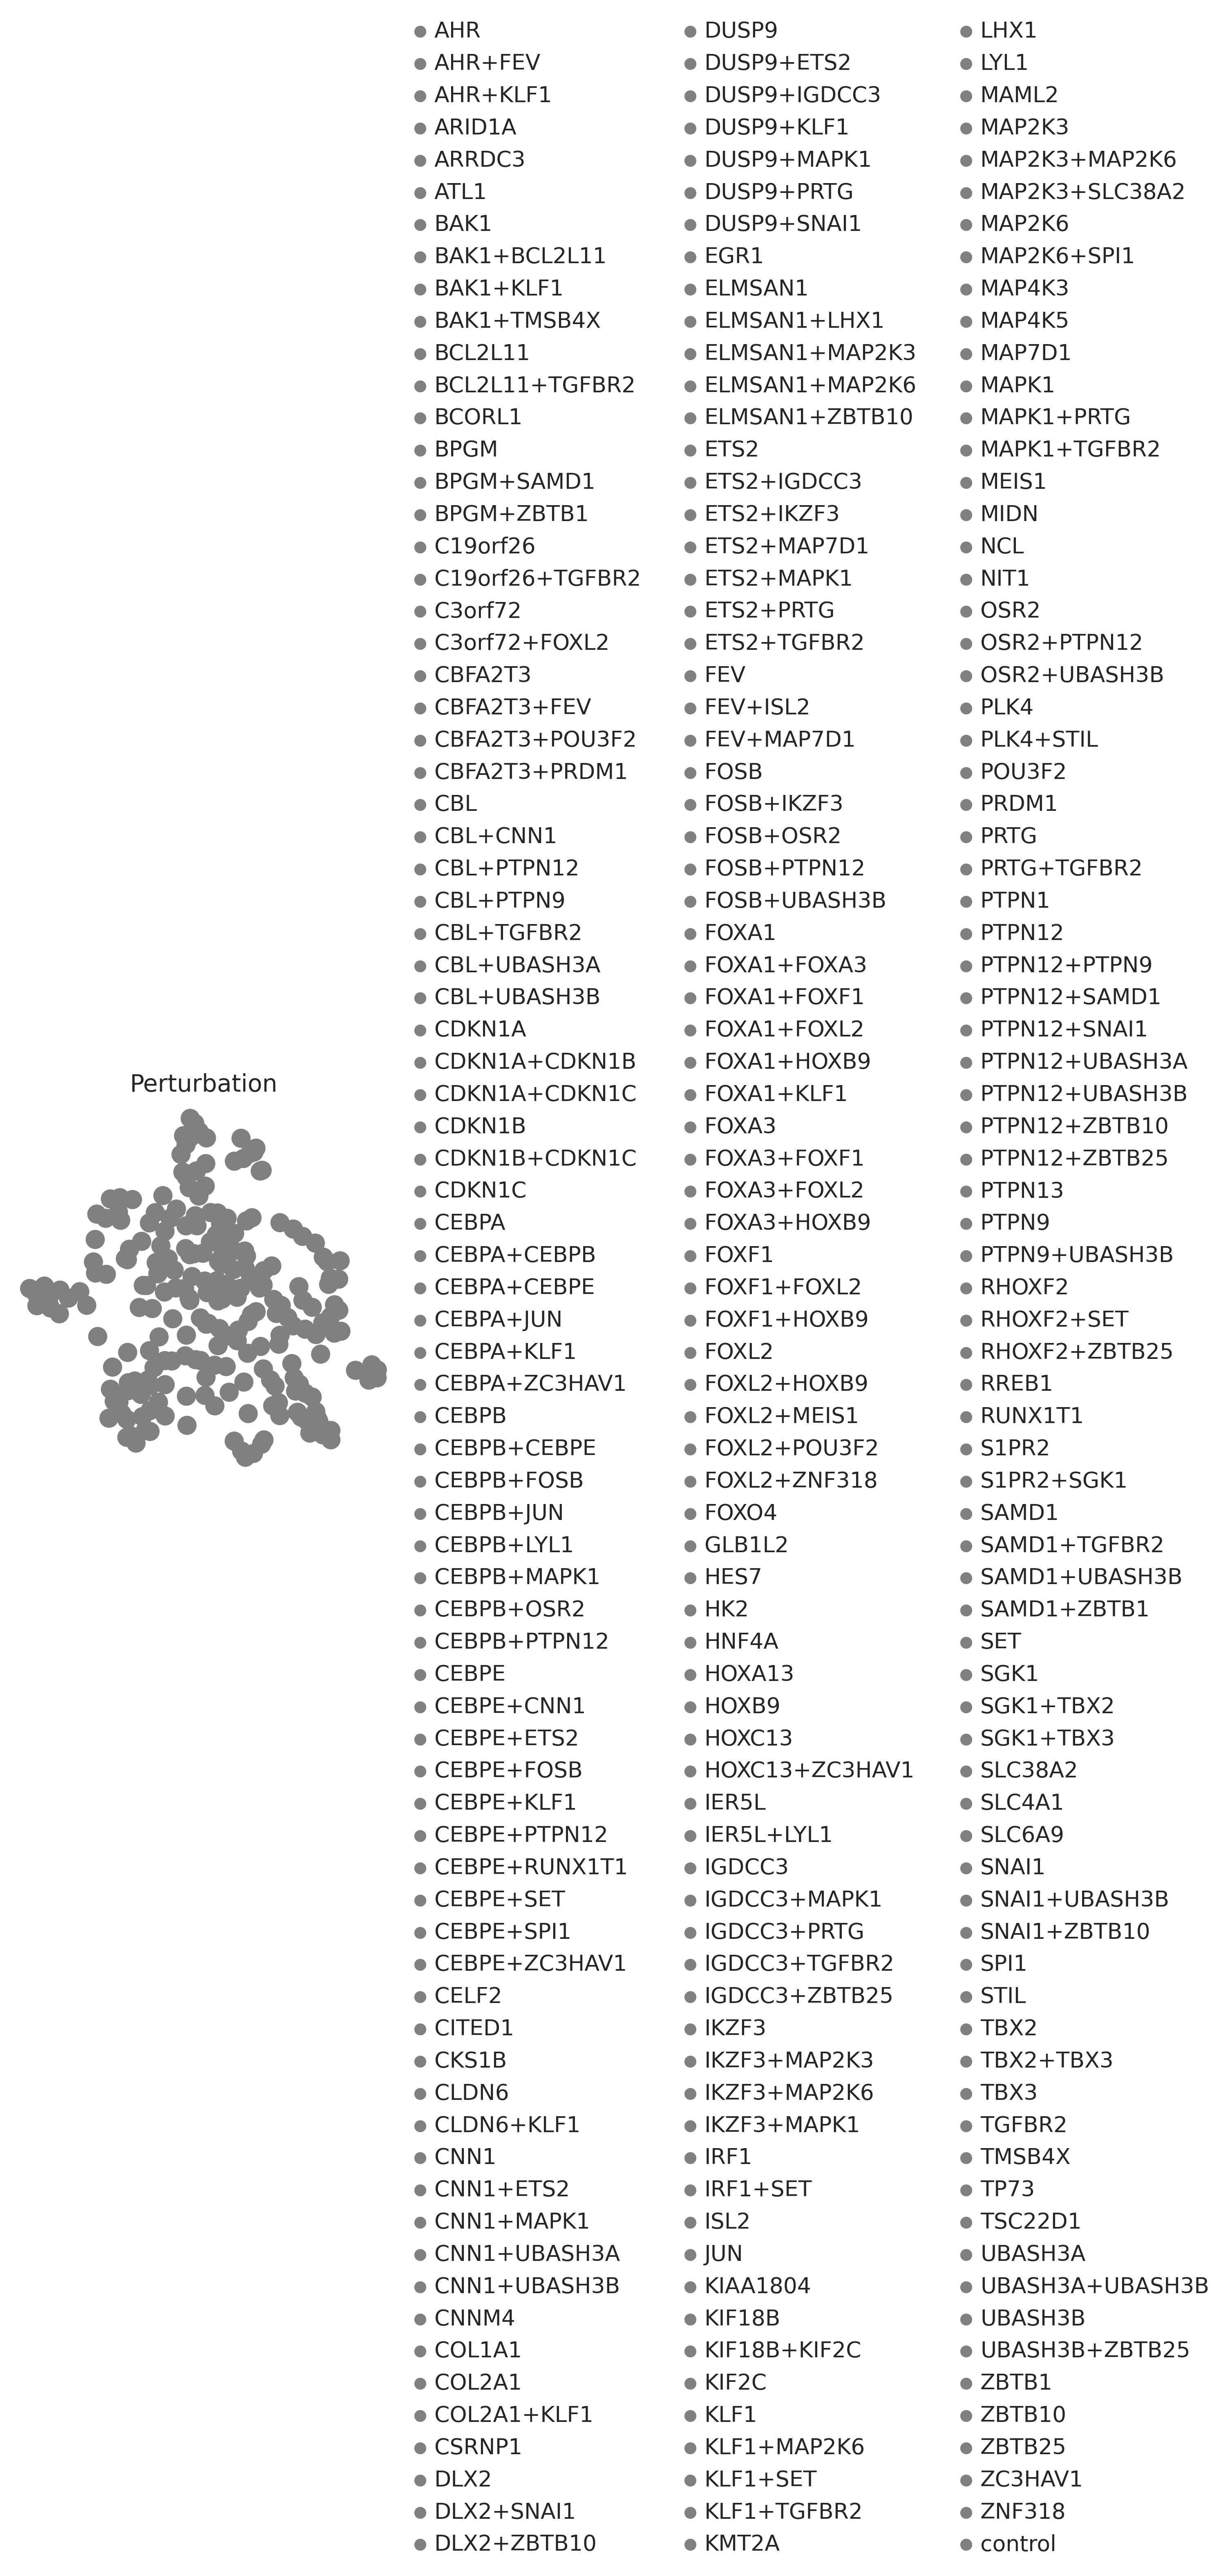 Perturbation
AHR
AHR+FEV
AHR+KLF1
ARID1A
ARRDC3
ATL1
BAK1
BAK1+BCL2L11
BAK1+KLF1
BAK1+TMSB4X
BCL2L11
BCL2L11+TGFBR2
BCORL1
BPGM
BPGM+SAMD1
BPGM+ZBTB1
C19orf26
C19orf26+TGFBR2
C3orf72
C3orf72+FOXL2
CBFA2T3
CBFA2T3+FEV
CBFA2T3+POU3F2
CBFA2T3+PRDM1
CBL
CBL+CNN1
CBL+PTPN12
CBL+PTPN9
CBL+TGFBR2
CBL+UBASH3A
CBL+UBASH3B
CDKN1A
CDKN1A+CDKN1B
CDKN1A+CDKN1C
CDKN1B
CDKN1B+CDKN1C
CDKN1C
CEBPA
CEBPA+CEBPB
CEBPA+CEBPE
CEBPA+JUN
CEBPA+KLF1
CEBPA+ZC3HAV1
CEBPB
CEBPB+CEBPE
CEBPB+FOSB
CEBPB+JUN
CEBPB+LYL1
CEBPB+MAPK1
CEBPB+OSR2
CEBPB+PTPN12
CEBPE
CEBPE+CNN1
CEBPE+ETS2
CEBPE+FOSB
CEBPE+KLF1
CEBPE+PTPN12
CEBPE+RUNX1T1
CEBPE+SET
CEBPE+SPI1
CEBPE+ZC3HAV1
CELF2
CITED1
CKS1B
CLDN6
CLDN6+KLF1
CNN1
CNN1+ETS2
CNN1+MAPK1
CNN1+UBASH3A
CNN1+UBASH3B
CNNM4
COL1A1
COL2A1
COL2A1+KLF1
CSRNP1
DLX2
DLX2+SNAI1
DLX2+ZBTB10
DUSP9
DUSP9+ETS2
DUSP9+IGDCC3
DUSP9+KLF1
DUSP9+MAPK1
DUSP9+PRTG
DUSP9+SNAI1
EGR1
ELMSAN1
ELMSAN1+LHX1
ELMSAN1+MAP2K3
ELMSAN1+MAP2K6
ELMSAN1+ZBTB10
ETS2
ETS2+IGDCC3
ETS2+IKZF3
ETS2+MAP7D1
ETS2+MAPK1
ETS2+PRTG
ETS2+TGFBR2
FEV
FEV+ISL2
FEV+MAP7D1
FOSB
FOSB+IKZF3
FOSB+OSR2
FOSB+PTPN12
FOSB+UBASH3B
FOXA1
FOXA1+FOXA3
FOXA1+FOXF1
FOXA1+FOXL2
FOXA1+HOXB9
FOXA1+KLF1
FOXA3
FOXA3+FOXF1
FOXA3+FOXL2
FOXA3+HOXB9
FOXF1
FOXF1+FOXL2
FOXF1+HOXB9
FOXL2
FOXL2+HOXB9
FOXL2+MEIS1
FOXL2+POU3F2
FOXL2+ZNF318
FOXO4
GLB1L2
HES7
HK2
HNF4A
HOXA13
HOXB9
HOXC13
HOXC13+ZC3HAV1
IER5L
IER5L+LYL1
IGDCC3
IGDCC3+MAPK1
IGDCC3+PRTG
IGDCC3+TGFBR2
IGDCC3+ZBTB25
IKZF3
IKZF3+MAP2K3
IKZF3+MAP2K6
IKZF3+MAPK1
IRF1
IRF1+SET
ISL2
JUN
KIAA1804
KIF18B
KIF18B+KIF2C
KIF2C
KLF1
KLF1+MAP2K6
KLF1+SET
KLF1+TGFBR2
KMT2A
LHX1
LYL1
MAML2
MAP2K3
MAP2K3+MAP2K6
MAP2K3+SLC38A2
MAP2K6
MAP2K6+SPI1
MAP4K3
MAP4K5
MAP7D1
MAPK1
MAPK1+PRTG
MAPK1+TGFBR2
MEIS1
MIDN
NCL
NIT1
OSR2
OSR2+PTPN12
OSR2+UBASH3B
PLK4
PLK4+STIL
POU3F2
PRDM1
PRTG
PRTG+TGFBR2
PTPN1
PTPN12
PTPN12+PTPN9
PTPN12+SAMD1
PTPN12+SNAI1
PTPN12+UBASH3A
PTPN12+UBASH3B
PTPN12+ZBTB10
PTPN12+ZBTB25
PTPN13
PTPN9
PTPN9+UBASH3B
RHOXF2
RHOXF2+SET
RHOXF2+ZBTB25
RREB1
RUNX1T1
S1PR2
S1PR2+SGK1
SAMD1
SAMD1+TGFBR2
SAMD1+UBASH3B
SAMD1+ZBTB1
SET
SGK1
SGK1+TBX2
SGK1+TBX3
SLC38A2
SLC4A1
SLC6A9
SNAI1
SNAI1+UBASH3B
SNAI1+ZBTB10
SPI1
STIL
TBX2
TBX2+TBX3
TBX3
TGFBR2
TMSB4X
TP73
TSC22D1
UBASH3A
UBASH3A+UBASH3B
UBASH3B
UBASH3B+ZBTB25
ZBTB1
ZBTB10
ZBTB25
ZC3HAV1
ZNF318
control